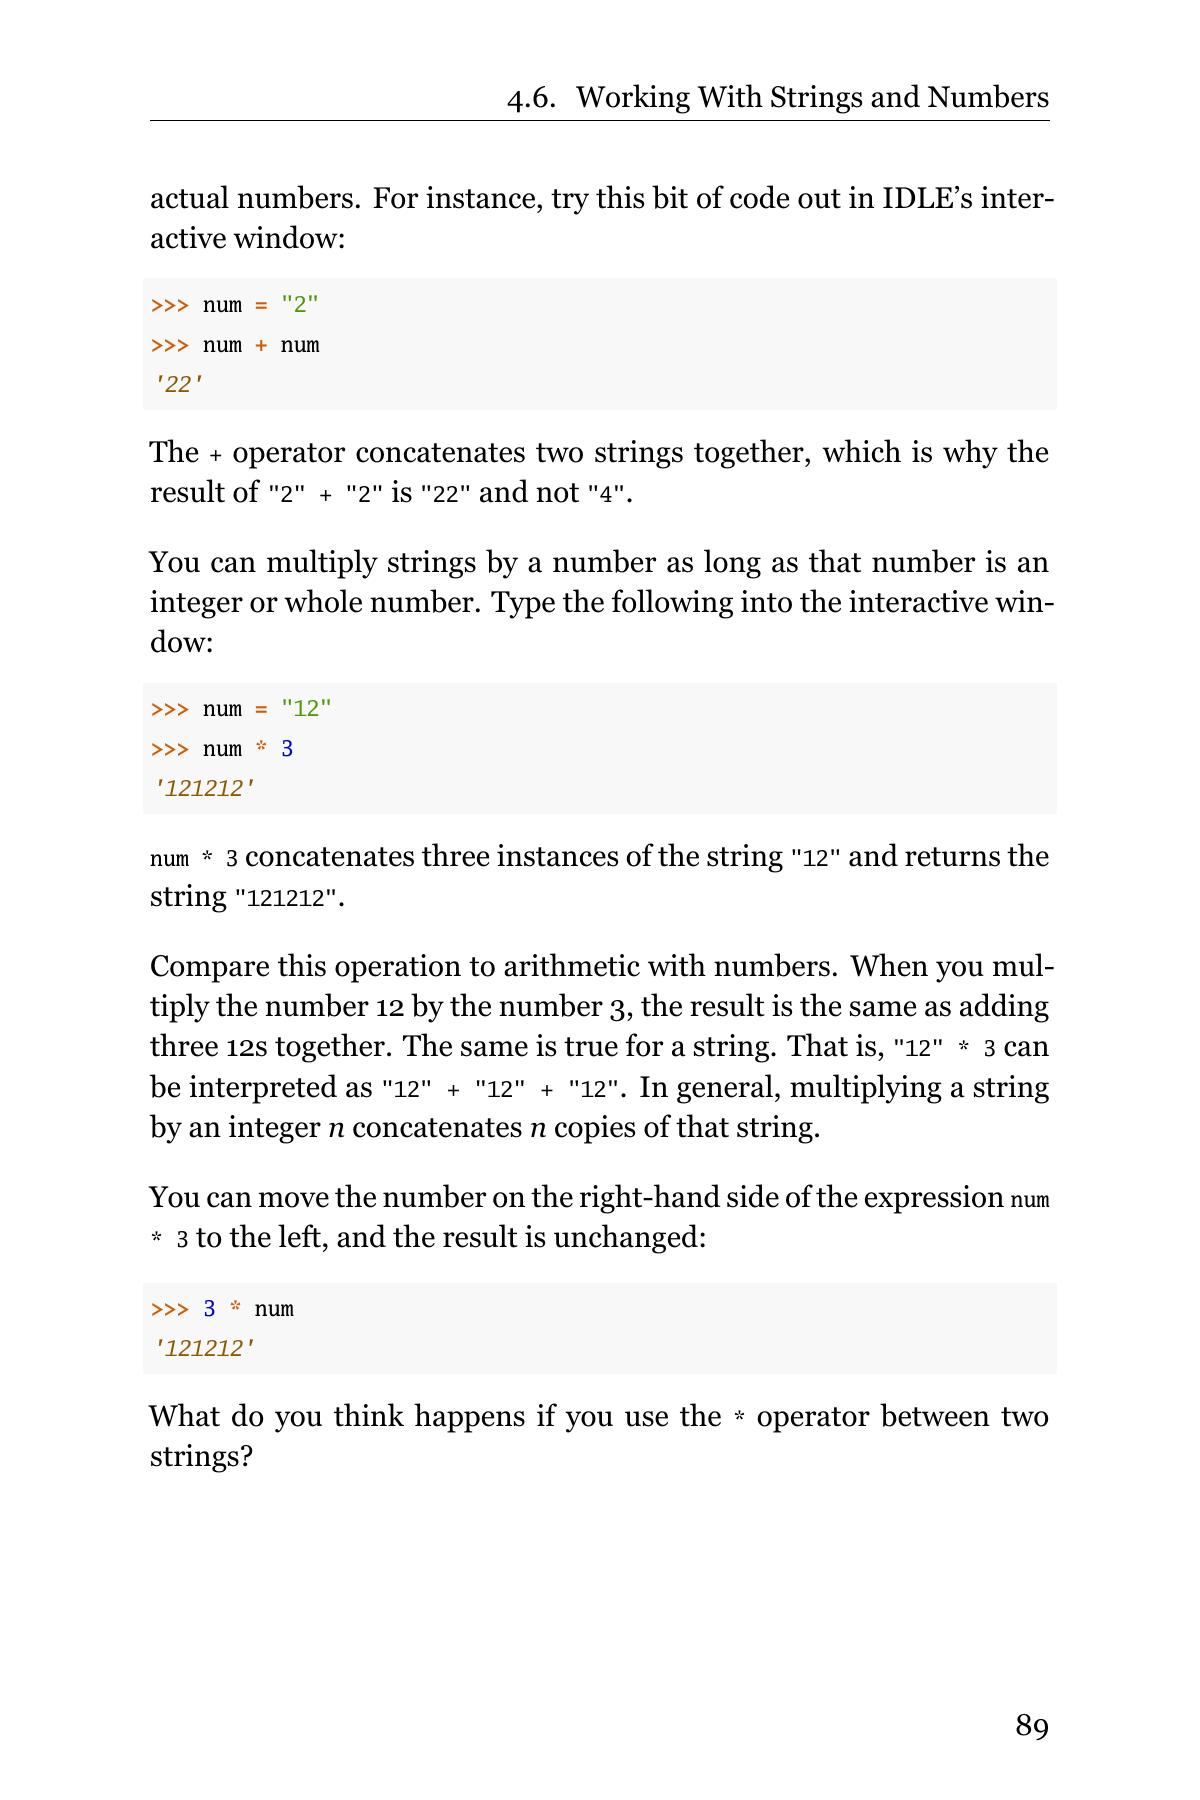 4.6. Working With Strings and Numbers
actual numbers. For instance, try this bit of code out in IDLE’s inter-
active window:
>>> num = "2"
>>> num + num
'22'
The + operator concatenates two strings together, which is why the
result of "2" + "2" is "22" and not "4".
You can multiply strings by a number as long as that number is an
integer or whole number. Type the following into the interactive win-
dow:
>>> num = "12"
>>> num * 3
'121212'
num * 3 concatenates three instances of the string "12" and returns the
string "121212".
Compare this operation to arithmetic with numbers. When you mul-
tiply the number 12 by the number 3, the result is the same as adding
three 12s together. The same is true for a string. That is, "12" * 3 can
be interpreted as "12" + "12" + "12". In general, multiplying a string
by an integer n concatenates n copies of that string.
You can move the number on the right-hand side of the expression num
* 3 to the left, and the result is unchanged:
>>> 3 * num
'121212'
What do you think happens if you use the * operator between two
strings?
89